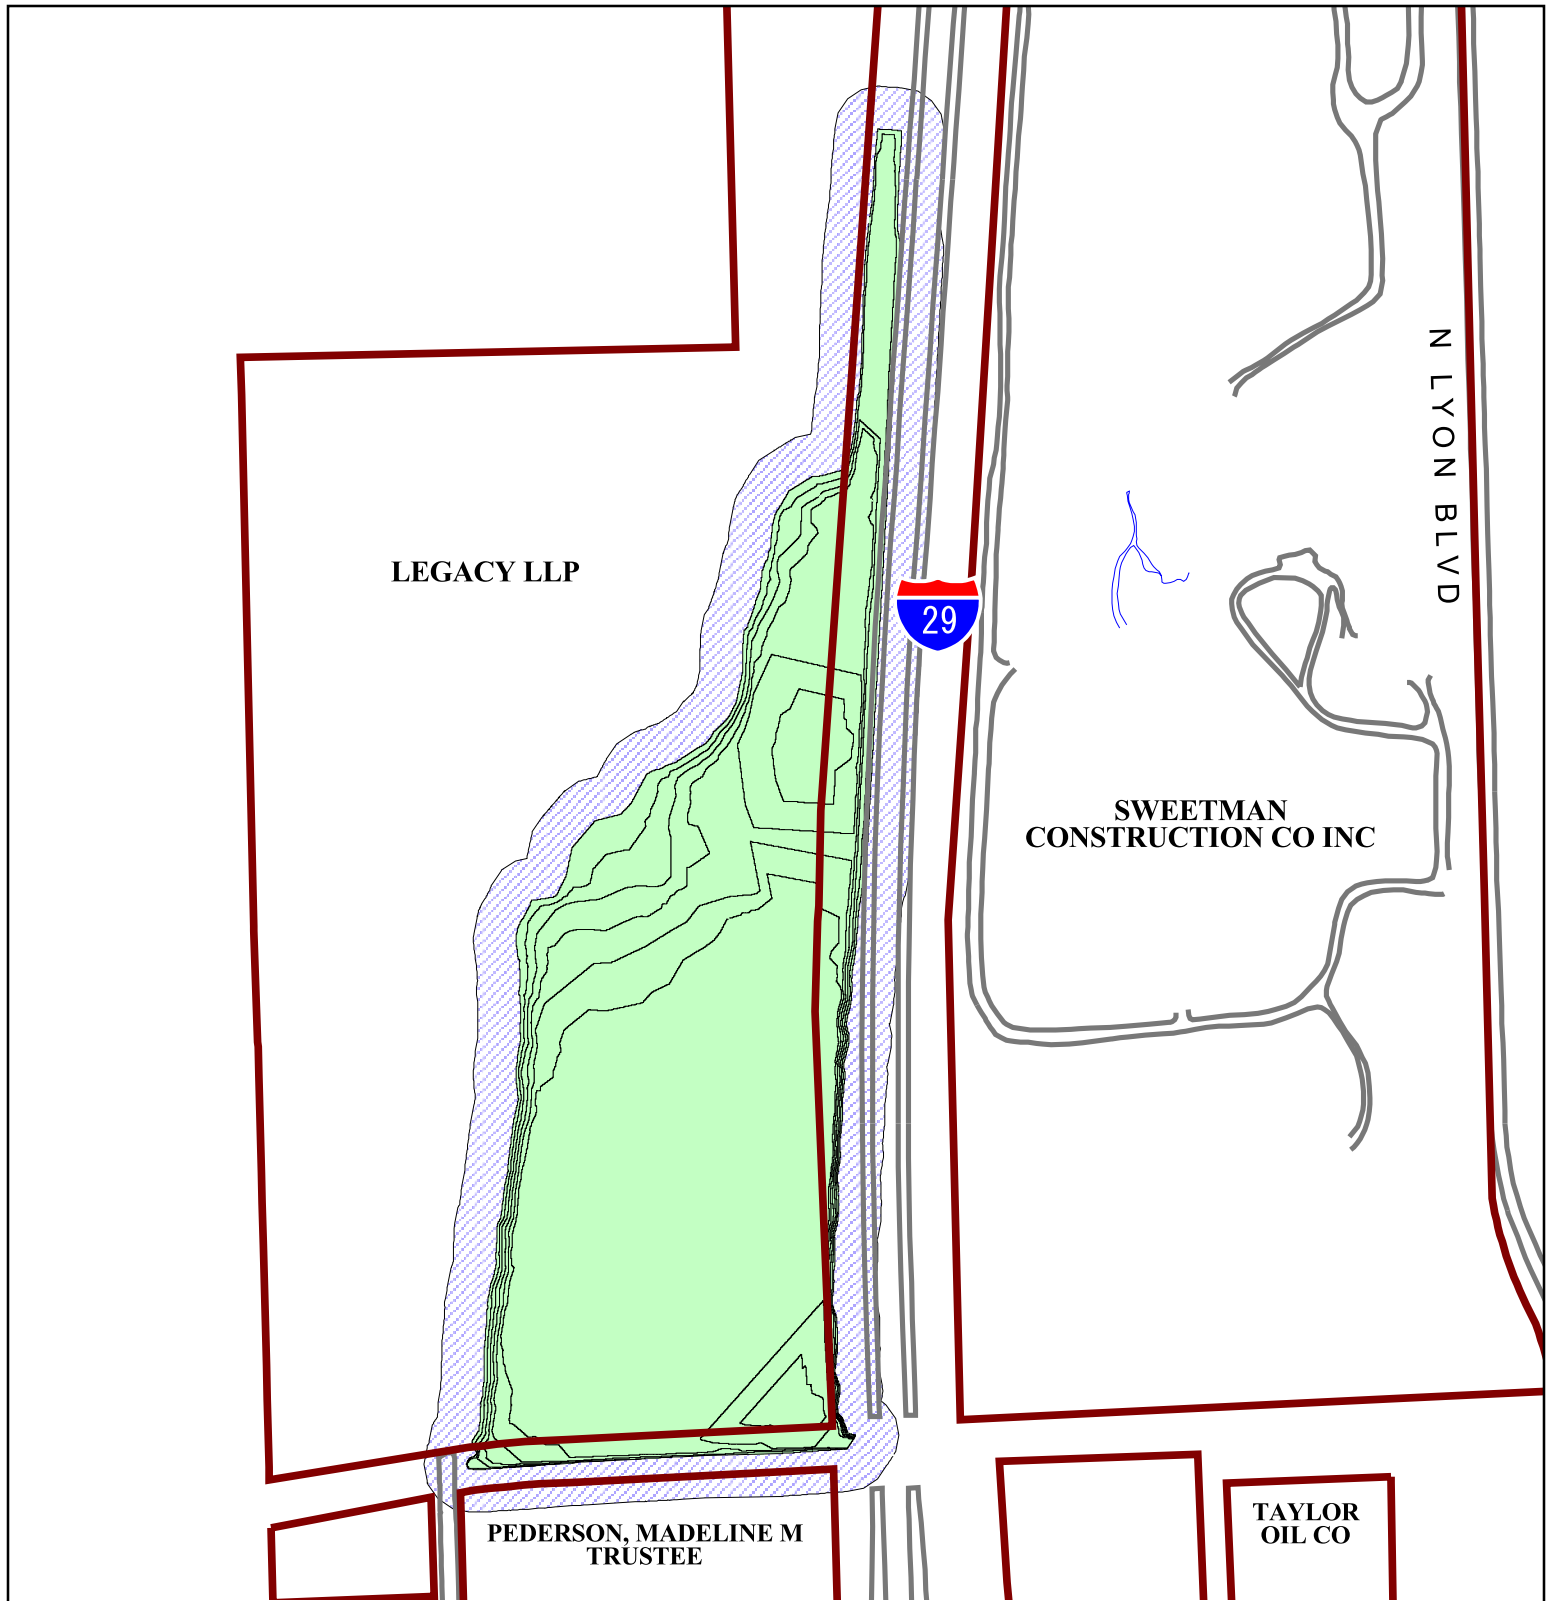 N LYON BLVD
LEGACY LLP
29
SWEETMAN
CONSTRUCTION CO INC
PEDERSON, MADELINE M
TRUSTEE
TAYLOR
OIL CO